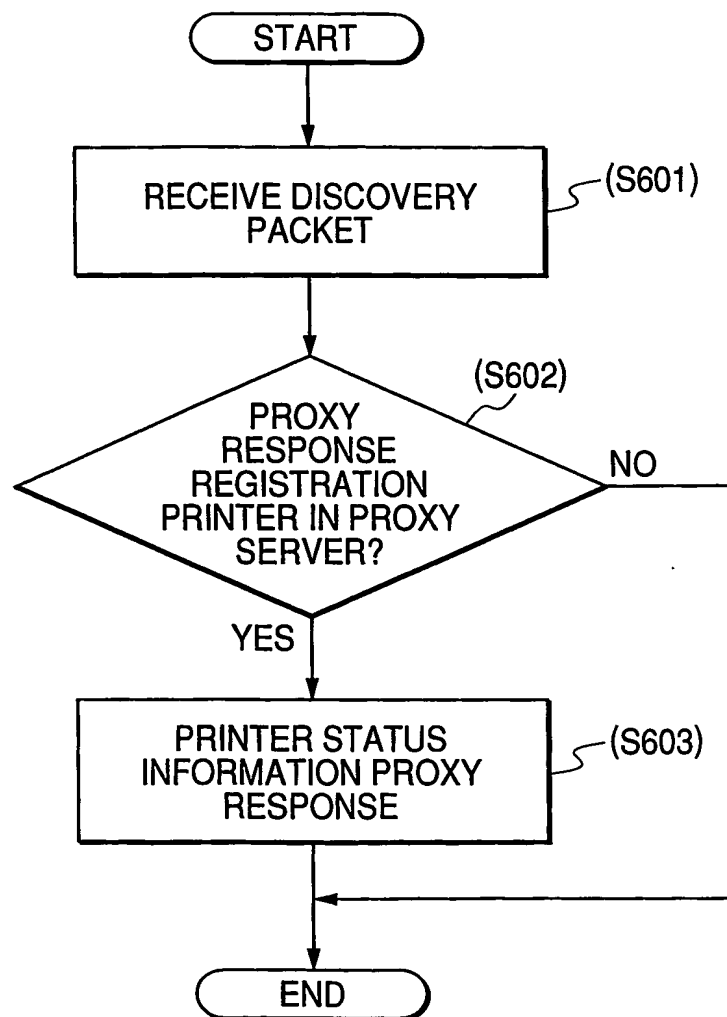 START
RECEIVE DISCOVERY
PACKET
(S601)
(S602)
PROXY
RESPONSE
REGISTRATION
PRINTER IN PROXY
SERVER?
NO
YES
PRINTER STATUS
INFORMATION PROXY
RESPONSE
(S603)
END